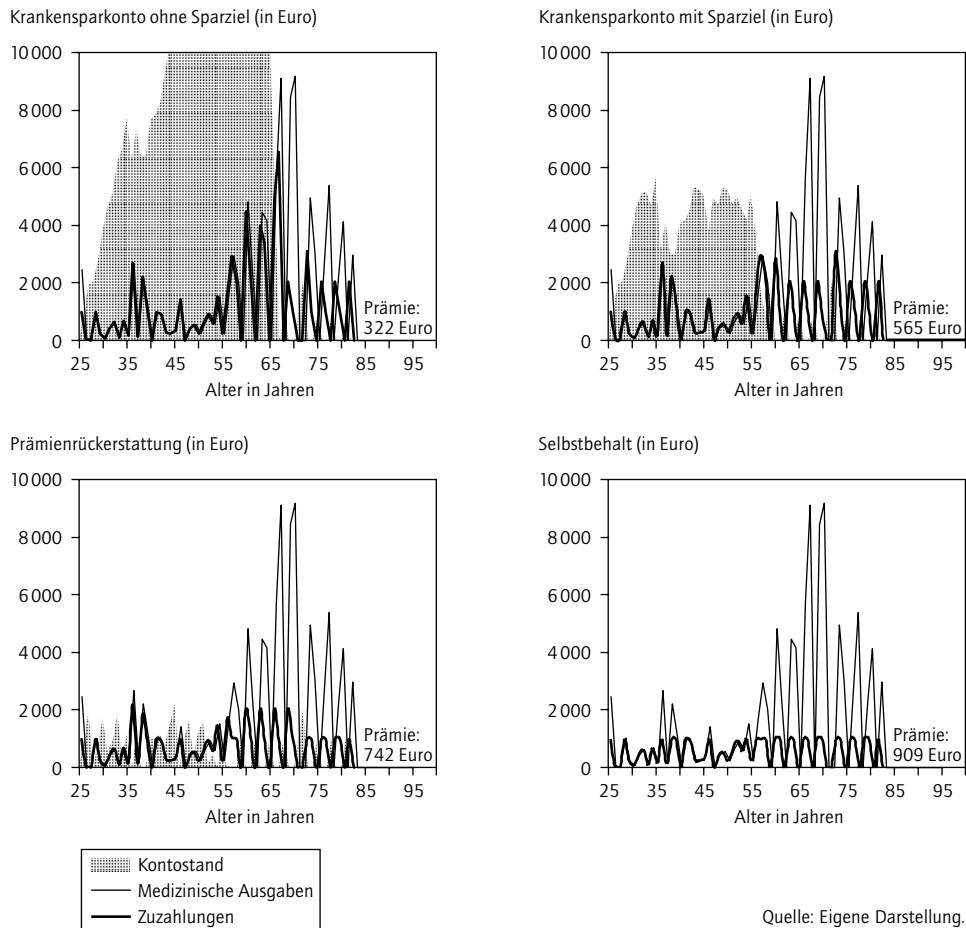 Krankensparkonto ohne Sparziel (in Euro)
10 000
8 000
6 000
4 000
2 000
0
25 35 45 55 65 75 85 95
Alter in Jahren
Prämie:
322 Euro
Krankensparkonto mit Sparziel (in Euro)
10 000
8 000
6 000
4 000
2 000
0
25 35 45 55 65 75 85 95
Alter in Jahren
Prämie:
565 Euro
Prämienrückerstattung (in Euro)
10 000
8 000
6 000
4 000
2 000
0
25 35 45 55 65 75 85 95
Alter in Jahren
Prämie:
742 Euro
Selbstbehalt (in Euro)
10 000
8 000
6 000
4 000
2 000
0
25 35 45 55 65 75 85 95
Alter in Jahren
Prämie:
909 Euro
Kontostand
Medizinische Ausgaben
Zuzahlungen
Quelle: Eigene Darstellung.